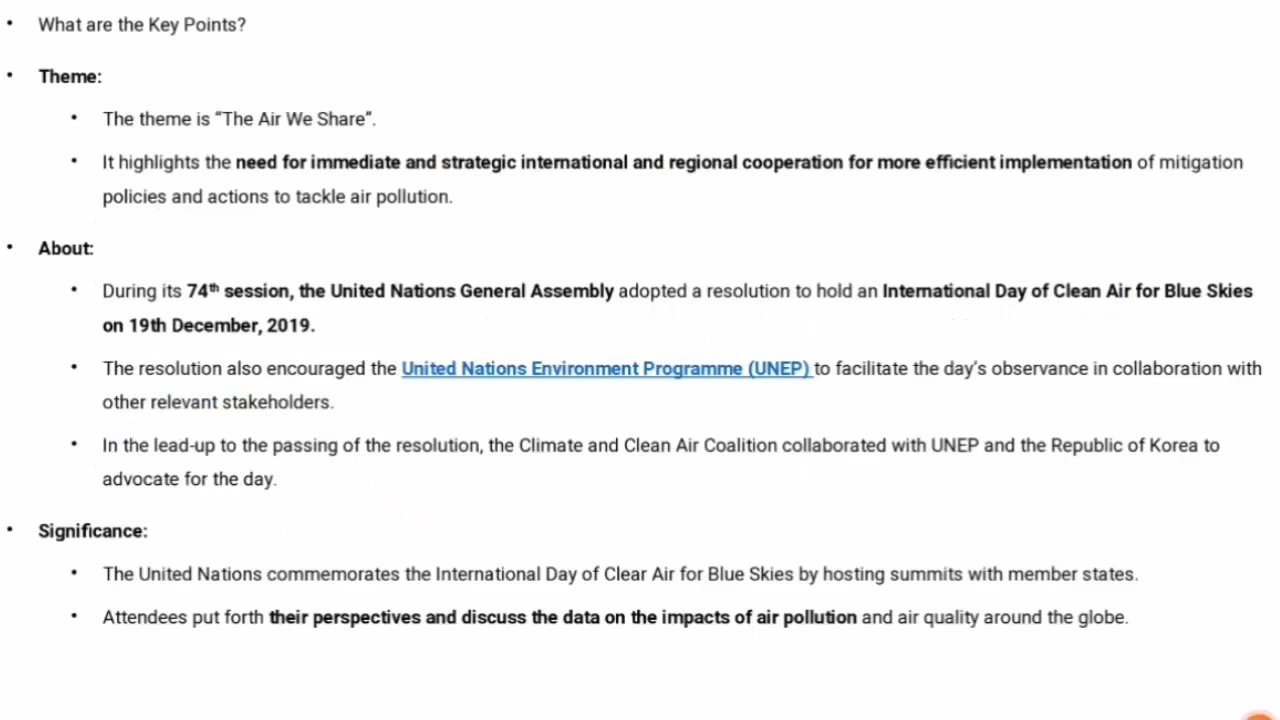 • What are the Key Points?
• Theme:
• The theme is “The Air We Share”.
• It highlights the need for immediate and strategic international and regional cooperation for more efficient implementation of mitigation
policies and actions to tackle air pollution.
• About:
• During its 74th session, the United Nations General Assembly adopted a resolution to hold an International Day of Clean Air for Blue Skies
on 19th December, 2019.
• The resolution also encouraged the United Nations Environment Programme (UNEP) to facilitate the day’s observance in collaboration with
other relevant stakeholders.
• In the lead-up to the passing of the resolution, the Climate and Clean Air Coalition collaborated with UNEP and the Republic of Korea to
advocate for the day.
• Significance:
• The United Nations commemorates the International Day of Clear Air for Blue Skies by hosting summits with member states.
• Attendees put forth their perspectives and discuss the data on the impacts of air pollution and air quality around the globe.